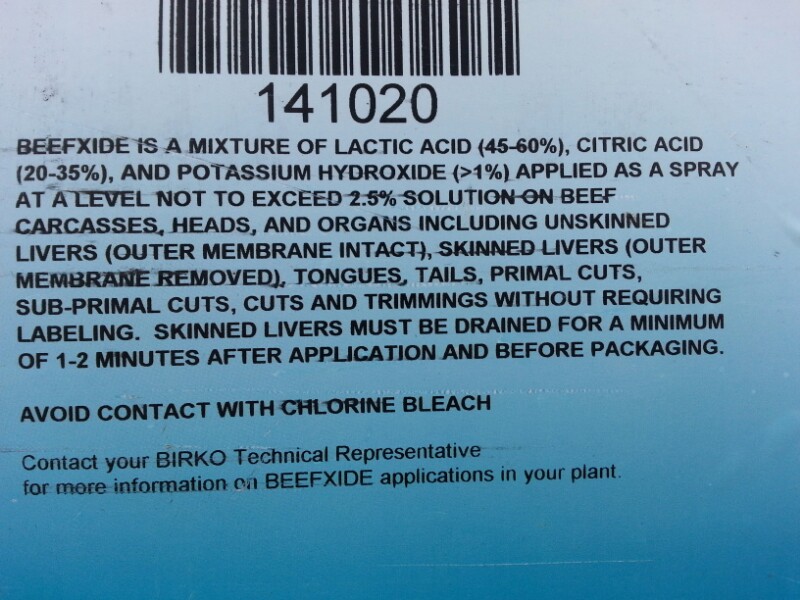 141020
BEEFXIDE IS A MIXTURE OF LACTIC ACID (45-60%), CITRIC ACID
(20-35%), AND POTASSIUM HYDROXIDE (>1%) APPLIED AS A SPRAY
AT A LEVEL NOT TO EXCEED 2.5% SOLUTION ON BEEF
CARCASSES, HEADS, AND ORGANS INCLUDING UNSKINNED
LIVERS (OUTER MEMBRANE INTACT), SKINNED LIVERS (OUTER
MEMBRANE REMOVED), TONGUES, TAILS, PRIMAL CUTS,
SUB-PRIMAL CUTS, CUTS AND TRIMMINGS WITHOUT REQUIRING
LABELING. SKINNED LIVERS MUST BE DRAINED FOR A MINIMUM
OF 1-2 MINUTES AFTER APPLICATION AND BEFORE PACKAGING.
AVOID CONTACT WITH CHLORINE BLEACH
Contact your BIRKO Technical Representative
for more information on BEEFXIDE applications in your plant.